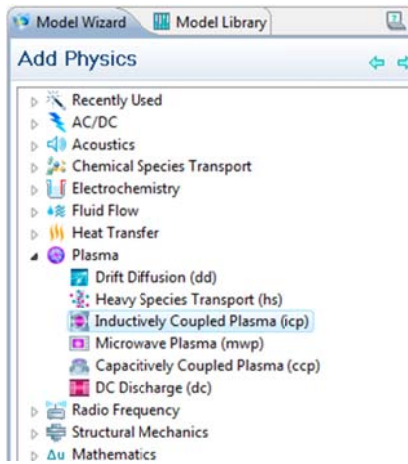 Model Wizard Model Library
Add Physics
Recently Used
AC/DC
Acoustics
Chemical Species Transport
Electrochemistry
Fluid Flow
Heat Transfer
Plasma
Drift Diffusion (dd)
Heavy Species Transport (hs)
Inductively Coupled Plasma (icp)
Microwave Plasma (mwp)
Capacitively Coupled Plasma (ccp)
DC Discharge (dc)
Radio Frequency
Structural Mechanics
Δu Mathematics